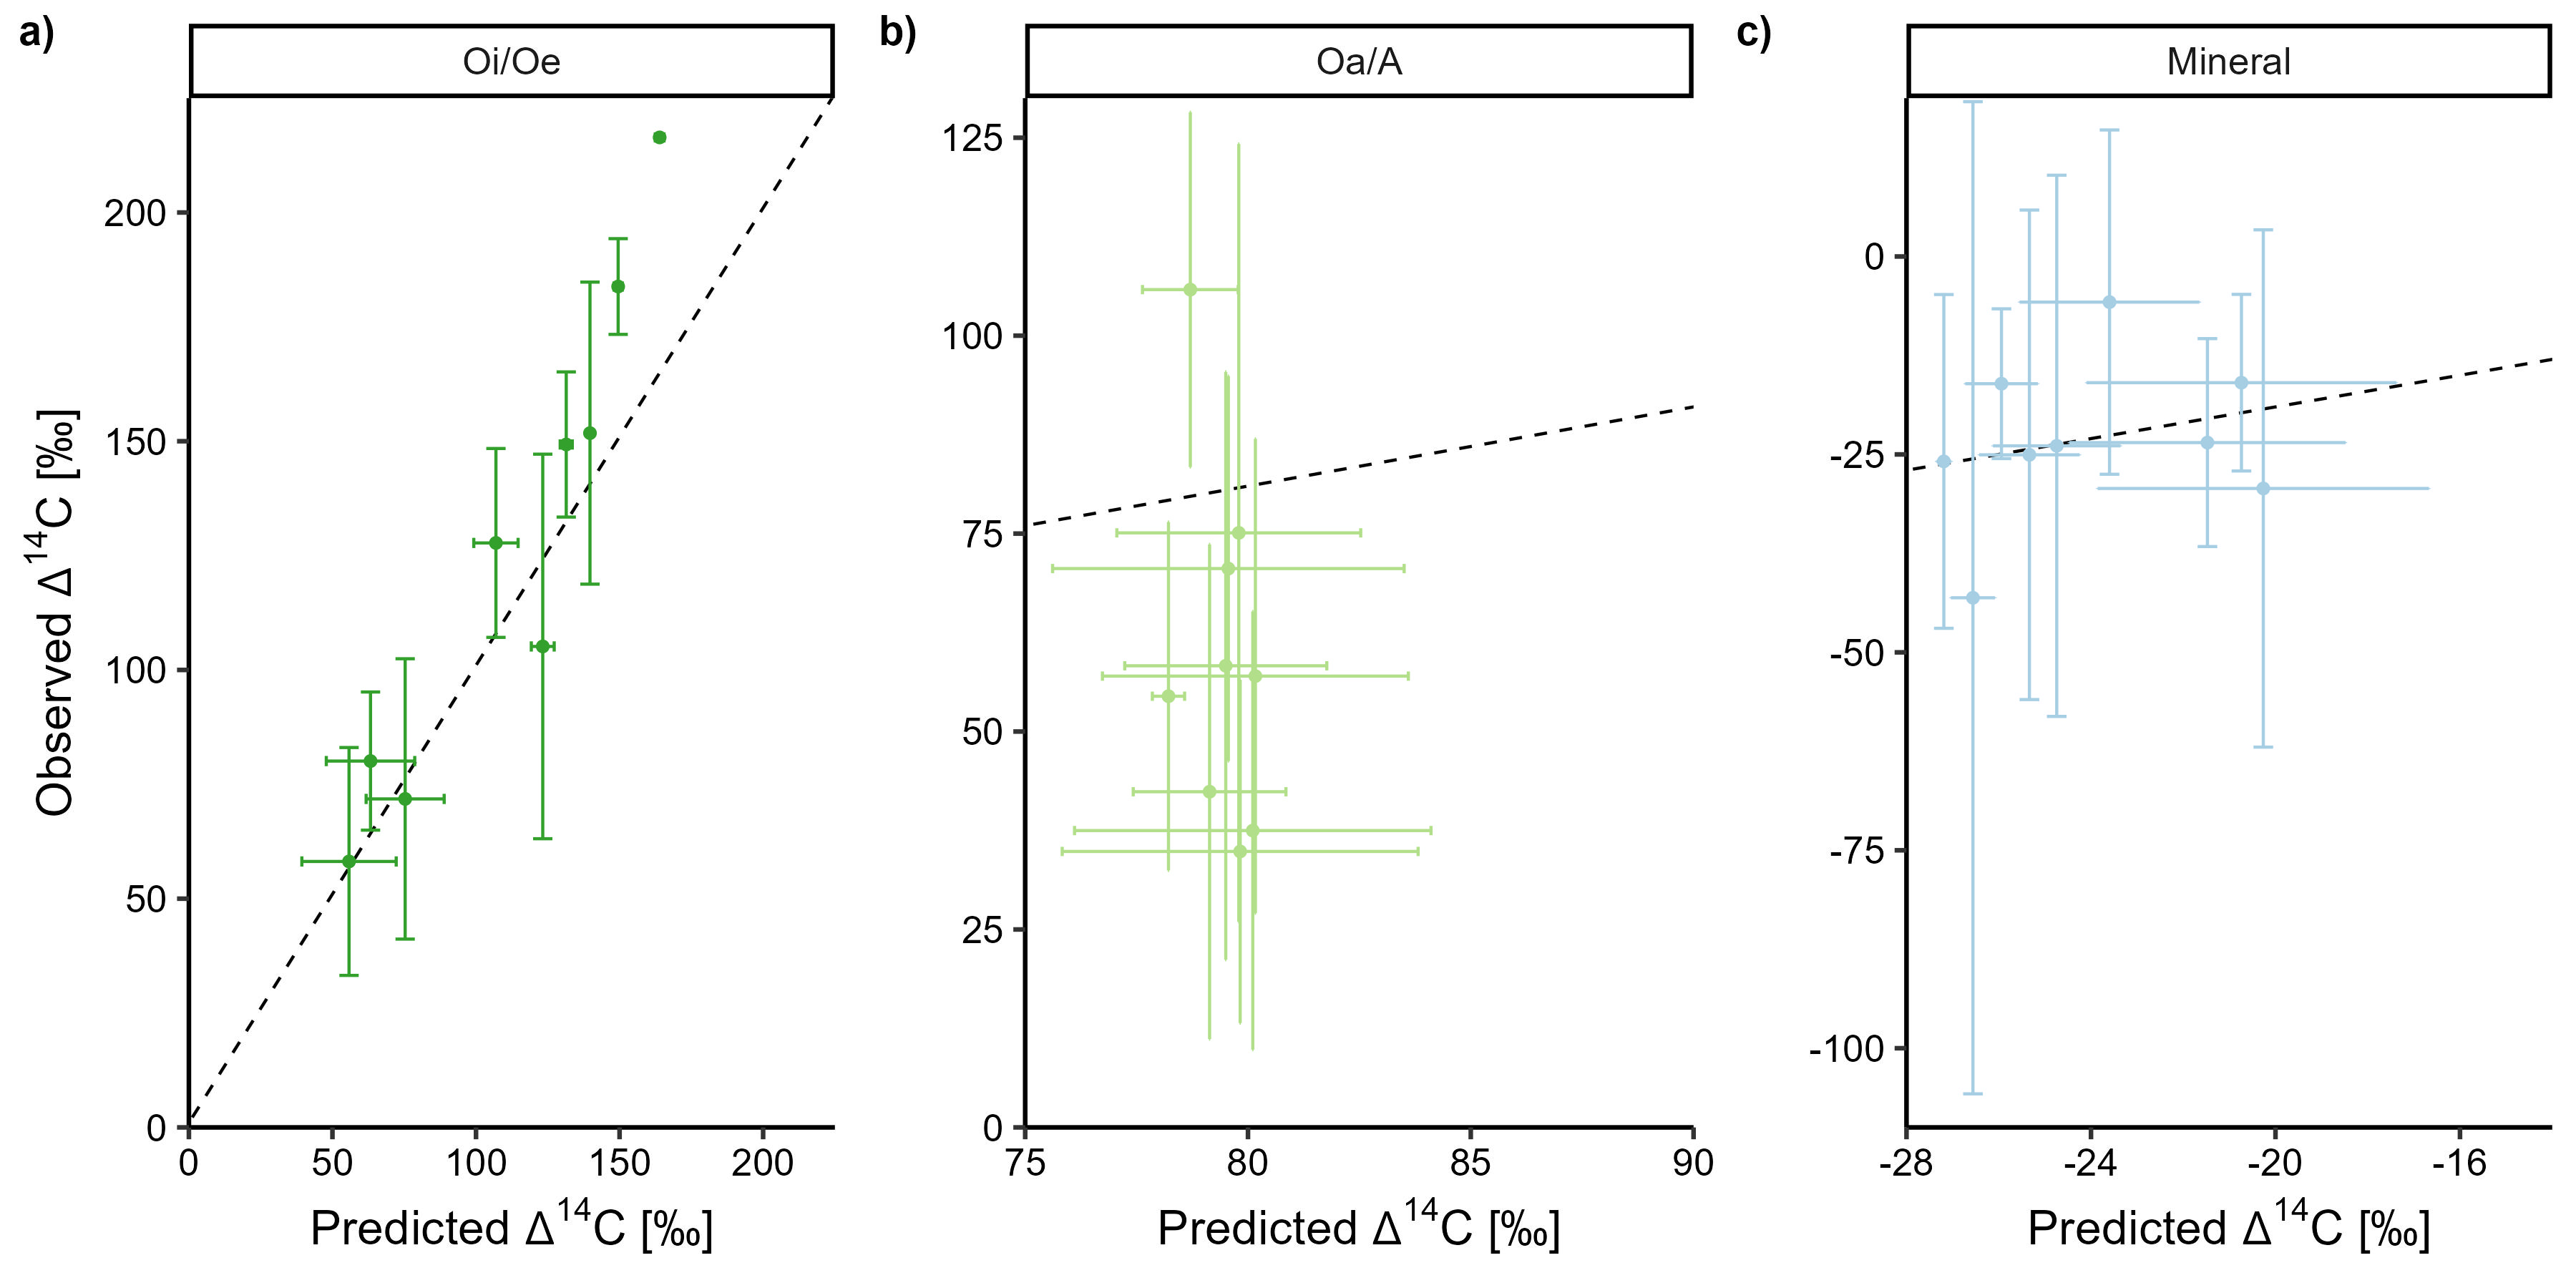 a)
Oi/Oe
b)
Oa/A
c)
Mineral
Observed Δ¹⁴C [‰]
200
150
100
50
0
0 50 100 150 200
Predicted Δ¹⁴C [‰]
125
100
75
50
25
0
75 80 85 90
Predicted Δ¹⁴C [‰]
0
-25
-50
-75
-100
-28 -24 -20 -16
Predicted Δ¹⁴C [‰]